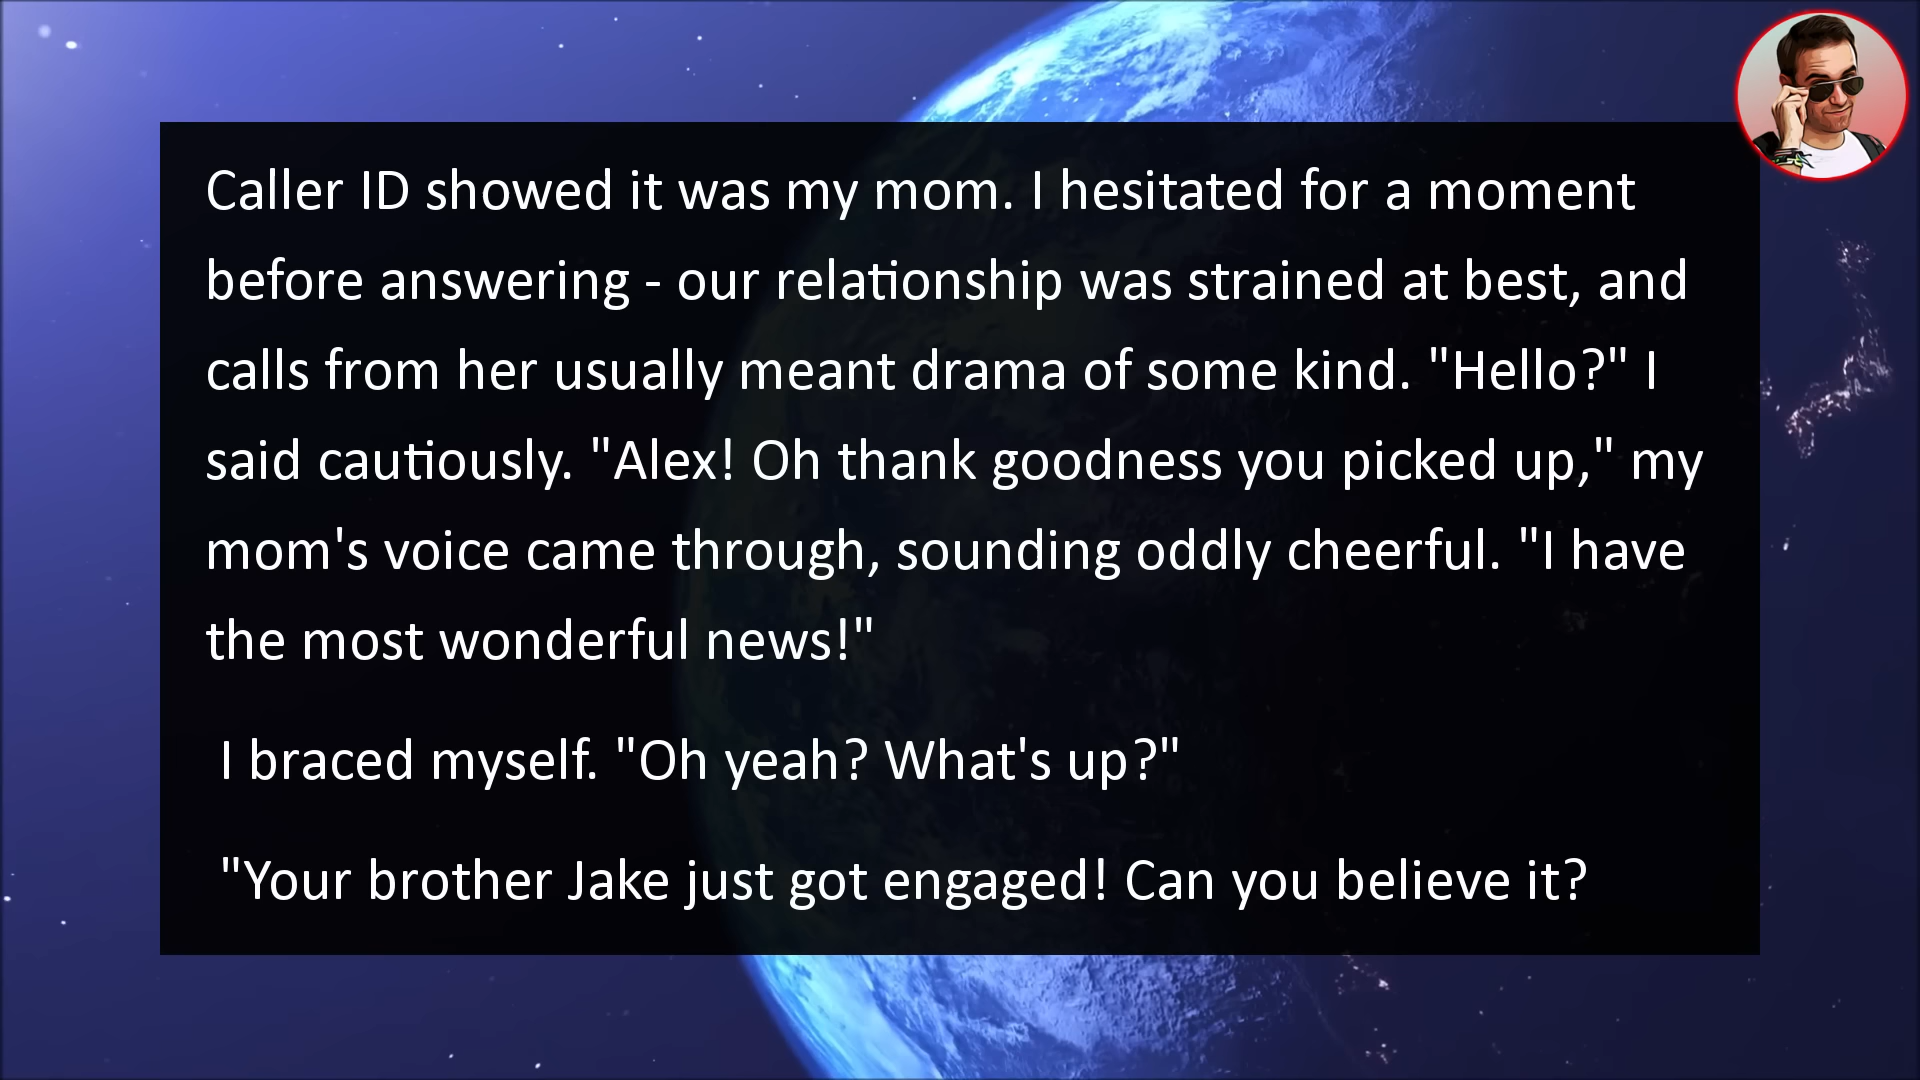 Caller ID showed it was my mom. I hesitated for a moment
before answering - our relationship was strained at best, and
calls from her usually meant drama of some kind. "Hello?" I
said cautiously. "Alex! Oh thank goodness you picked up," my
mom's voice came through, sounding oddly cheerful. "I have
the most wonderful news!"
I braced myself. "Oh yeah? What's up?"
"Your brother Jake just got engaged! Can you believe it?